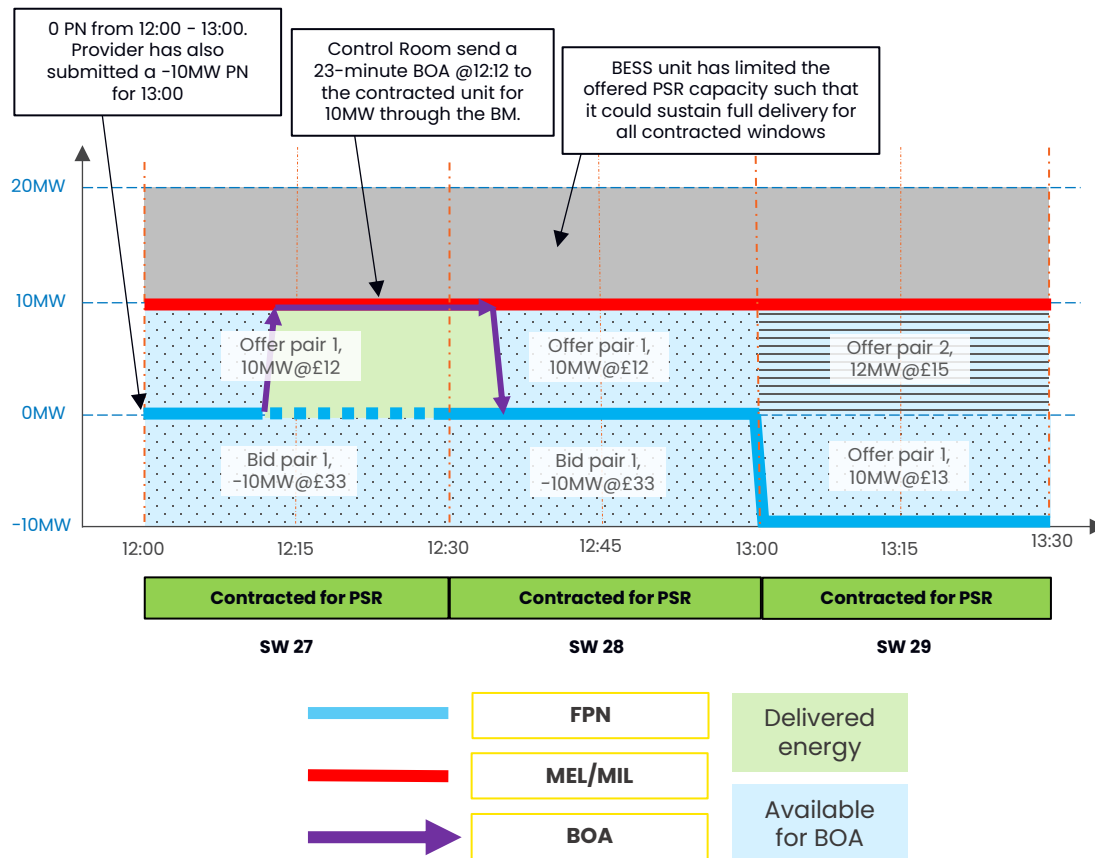 0 PN from 12:00 - 13:00.
Provider has also
submitted a -10MW PN
for 13:00
Control Room send a
23-minute BOA @12:12 to
the contracted unit for
10MW through the BM.
BESS unit has limited the
offered PSR capacity such that
it could sustain full delivery for
all contracted windows
20MW
10MW
0MW
-10MW
Offer pair 1,
10MW@£12
Offer pair 1,
10MW@£12
Offer pair 2,
12MW@£15
Bid pair 1,
-10MW@£33
Bid pair 1,
-10MW@£33
Offer pair 1,
10MW@£13
12:00
12:15
12:30
12:45
13:00
13:15
13:30
Contracted for PSR
Contracted for PSR
Contracted for PSR
SW 27
SW 28
SW 29
FPN
MEL/MIL
BOA
Delivered
energy
Available
for BOA